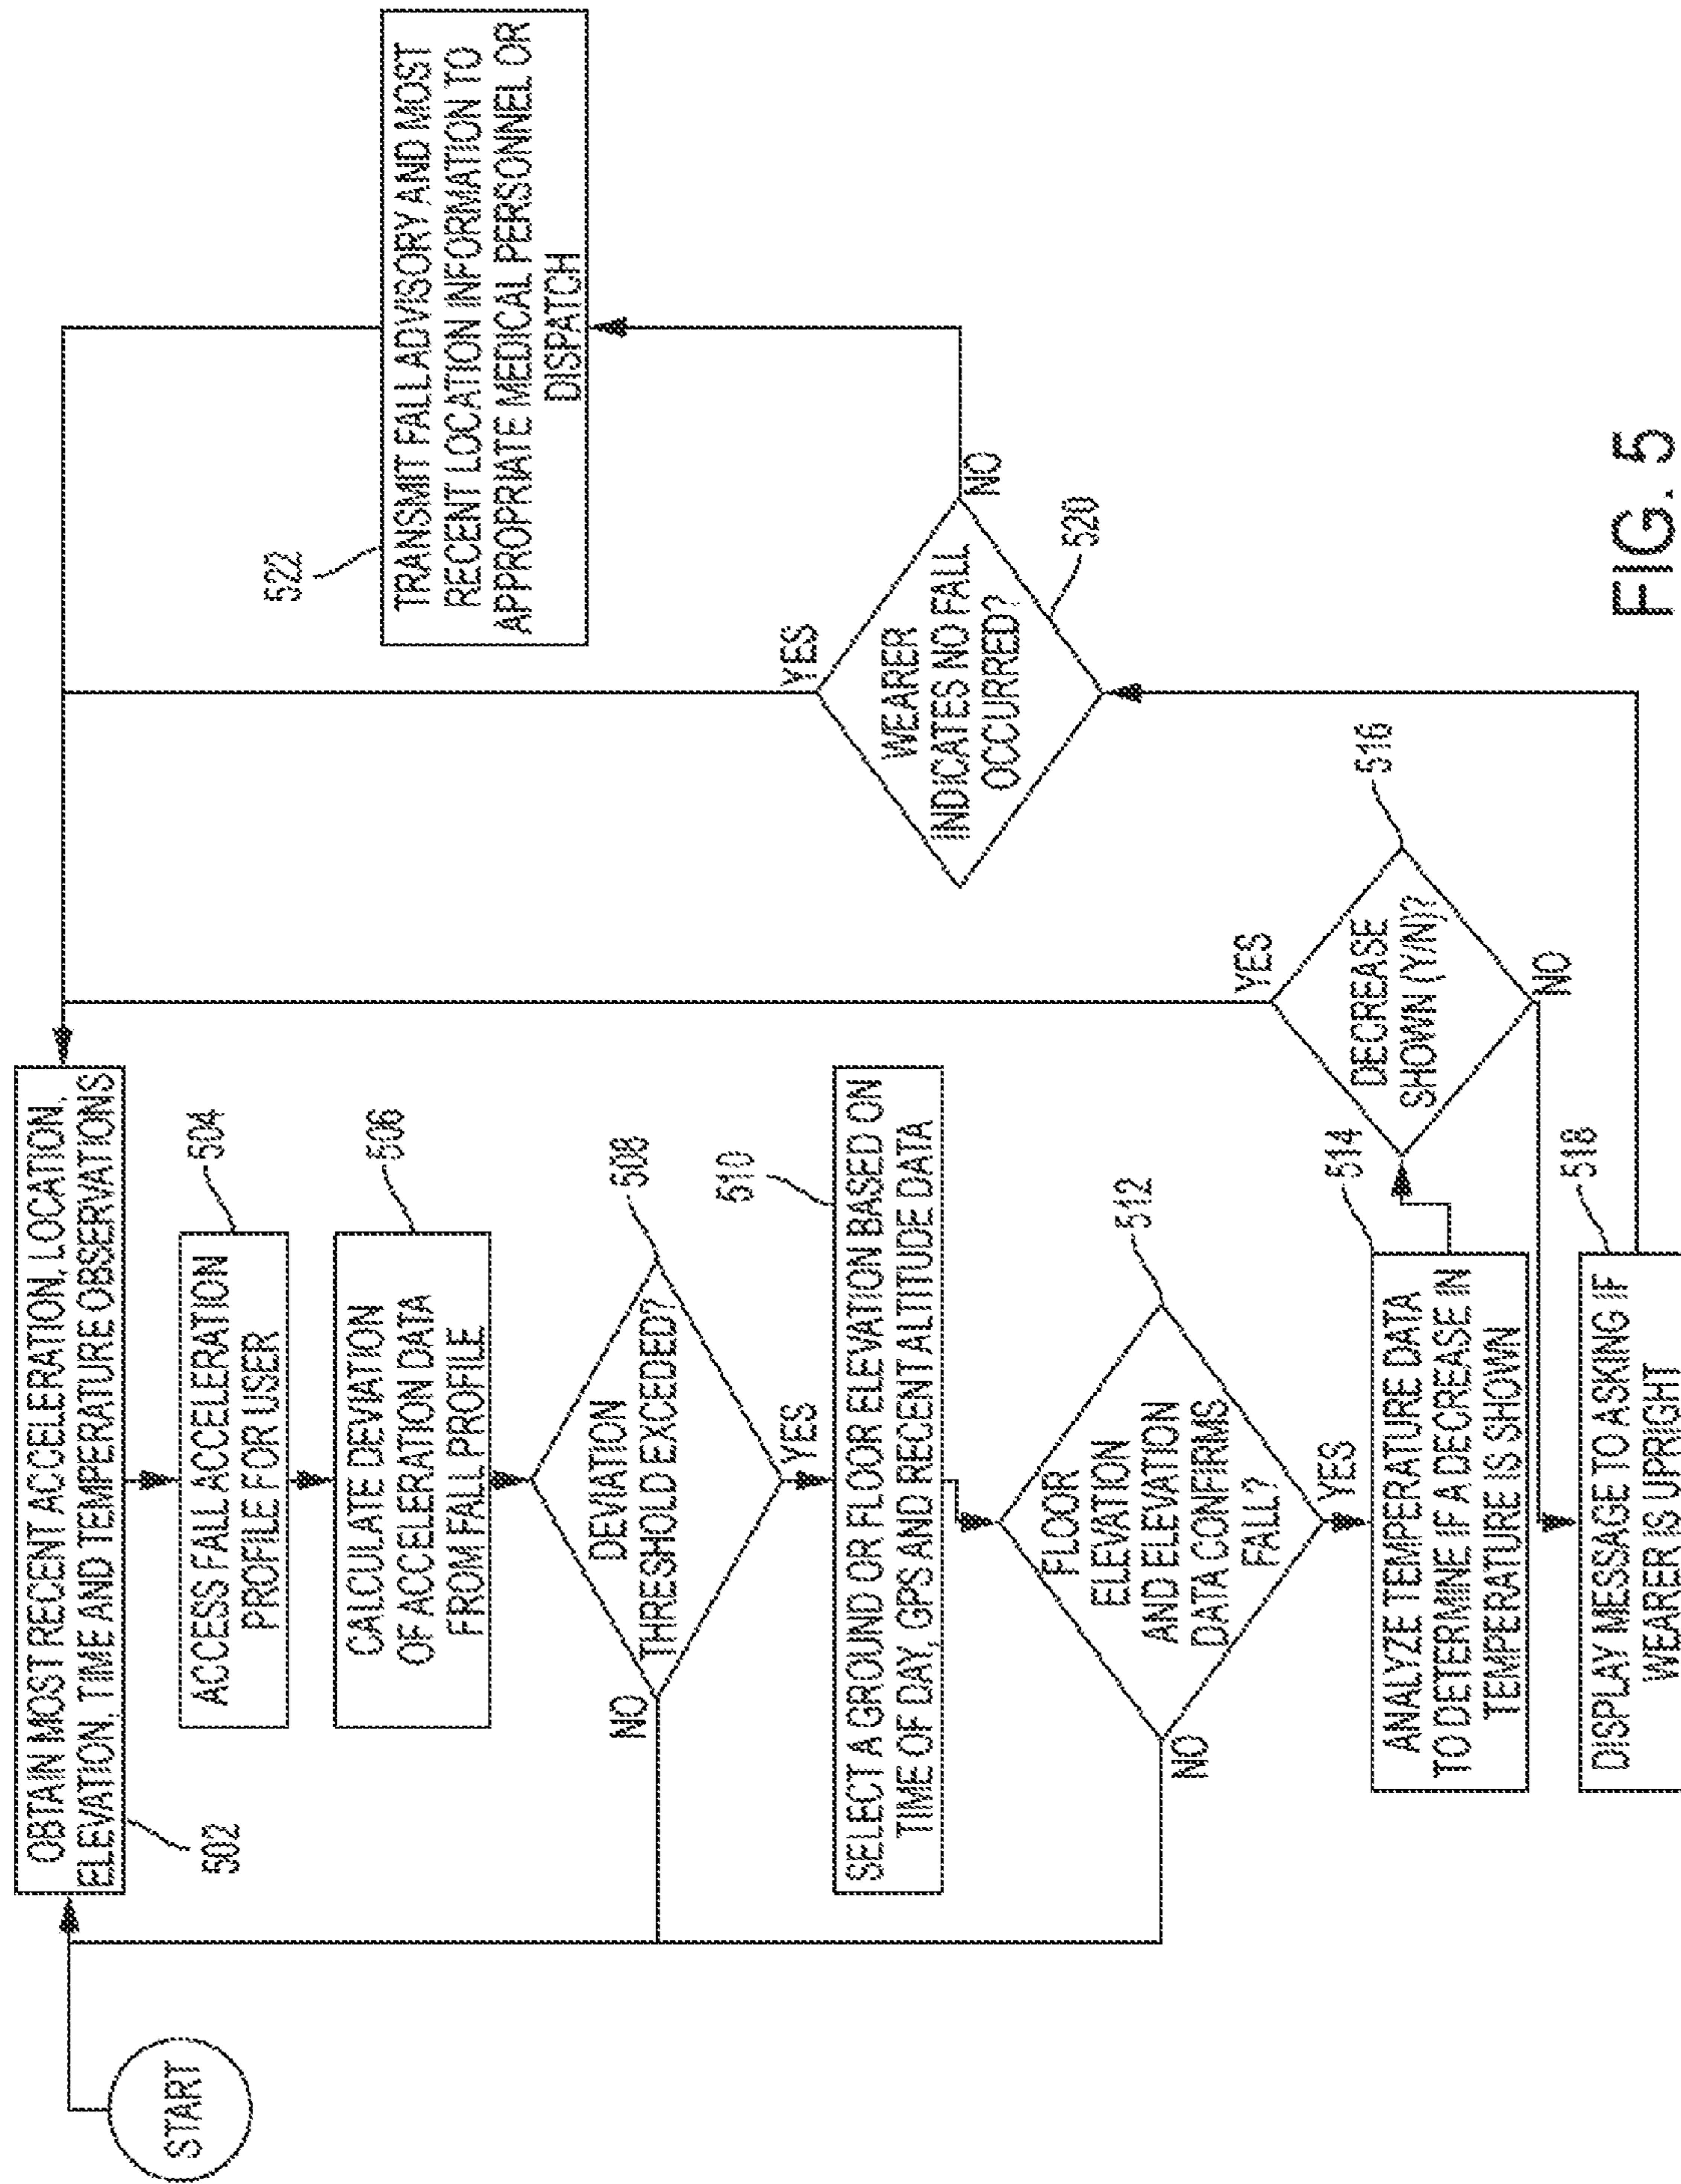 START
OBTAIN MOST RECENT ACCELERATION, LOCATION,
ELEVATION, TIME AND TEMPERATURE OBSERVATIONS
502
ACCESS FALL ACCELERATION
PROFILE FOR USER
504
CALCULATE DEVIATION
OF ACCELERATION DATA
FROM FALL PROFILE
506
DEVIATION
THRESHOLD EXCEDED?
508
NO
YES
SELECT A GROUND OR FLOOR ELEVATION BASED ON
TIME OF DAY, GPS AND RECENT ALTITUDE DATA
510
FLOOR
ELEVATION
AND ELEVATION
DATA CONFIRMS
FALL?
512
NO
YES
ANALYZE TEMPERATURE DATA
TO DETERMINE IF A DECREASE IN
TEMPERATURE IS SHOWN
514
DECREASE
SHOWN (Y/N)?
516
YES
NO
DISPLAY MESSAGE TO ASKING IF
WEARER IS UPRIGHT
518
WEARER
INDICATES NO FALL
OCCURRED?
520
YES
NO
TRANSMIT FALL ADVISORY AND MOST
RECENT LOCATION INFORMATION TO
APPROPRIATE MEDICAL PERSONNEL OR
DISPATCH
522
FIG. 5